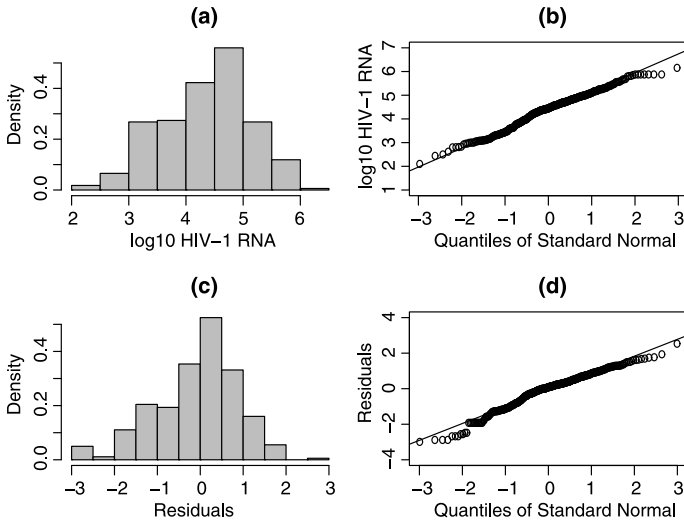 (a)
Density
0.0
0.2
0.4
2 3 4 5 6
log10 HIV−1 RNA
(b)
log10 HIV−1 RNA
1 2 3 4 5 6 7
−3 −2 −1 0 1 2 3
Quantiles of Standard Normal
(c)
Density
0.0
0.2
0.4
−3 −2 −1 0 1 2 3
Residuals
(d)
Residuals
−4 −2 0 2 4
−3 −2 −1 0 1 2 3
Quantiles of Standard Normal